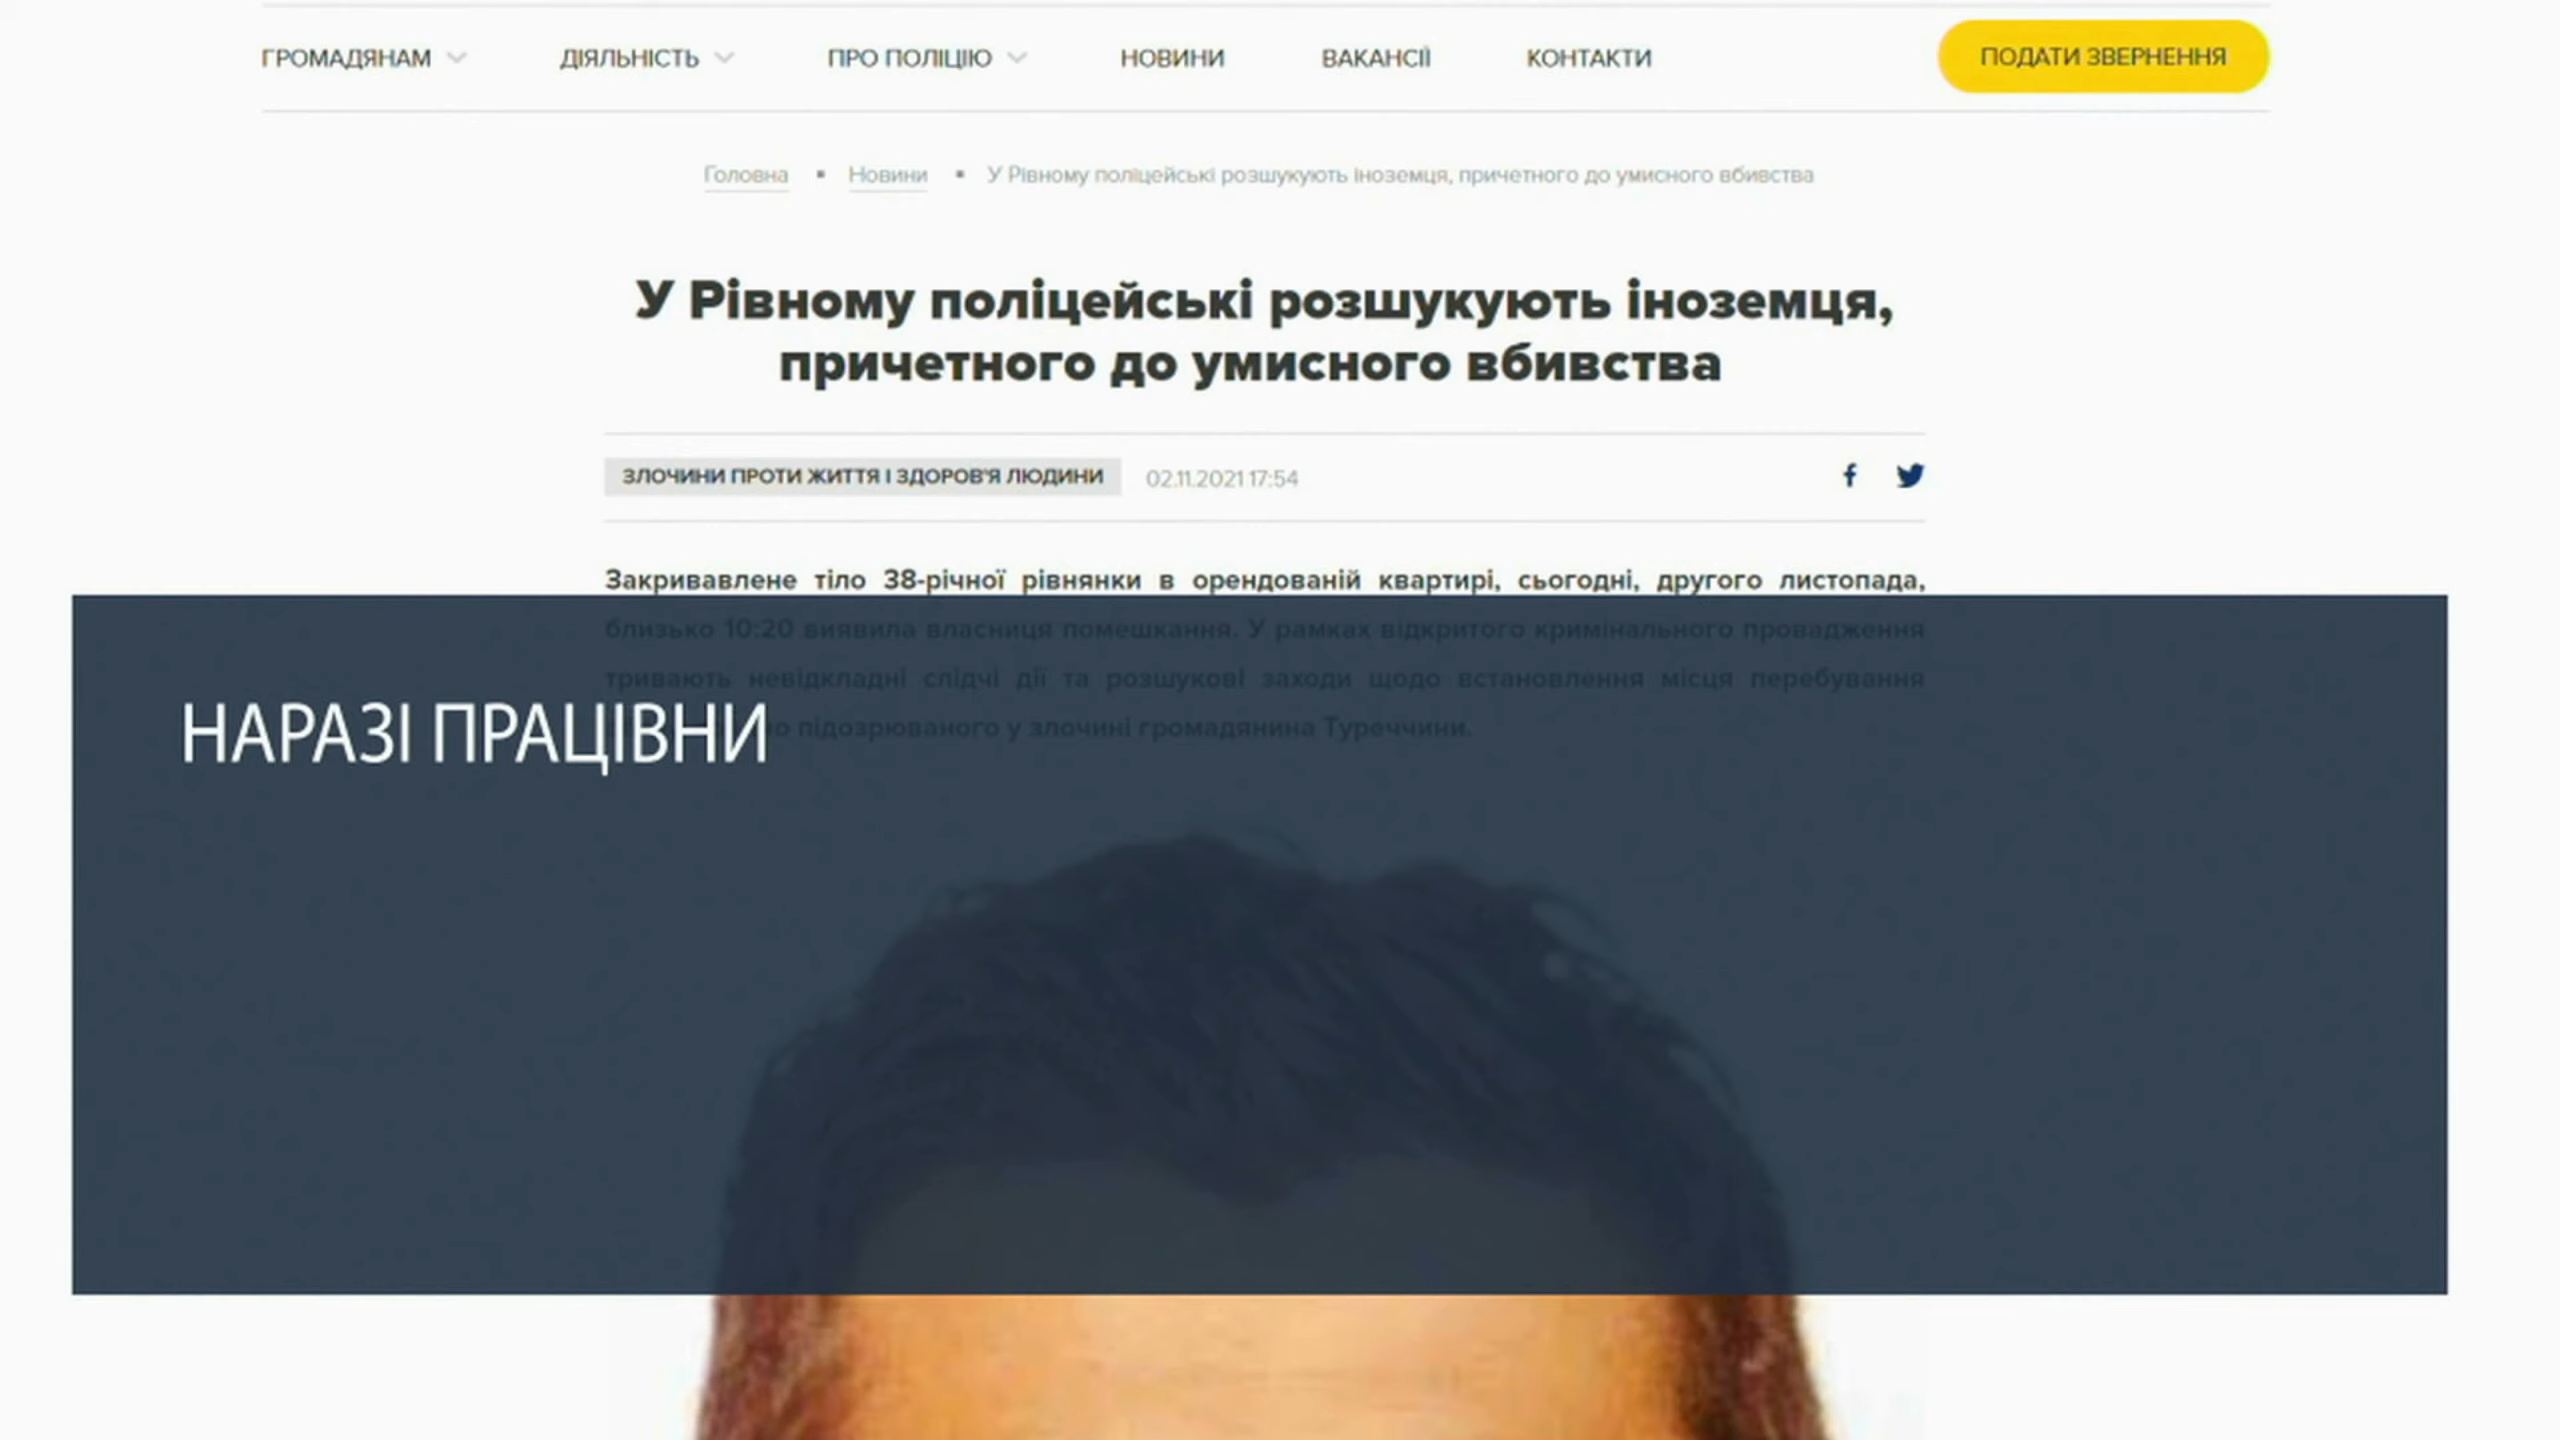 ГРОМАДЯНАМ ДІЯЛЬНІСТЬ ПРО ПОЛІЦІЮ НОВИНИ ВАКАНСІЇ КОНТАКТИ ПОДАТИ ЗВЕРНЕННЯ
Головна ▪ Новини ▪ У Рівному поліцейські розшукують іноземця, причетного до умисного вбивства
У Рівному поліцейські розшукують іноземця,
причетного до умисного вбивства
ЗЛОЧИНИ ПРОТИ ЖИТТЯ І ЗДОРОВ'Я ЛЮДИНИ 02.11.2021 17:54
Закривавлене тіло 38-річної рівнянки в орендованій квартирі, сьогодні, другого листопада,
близько 10:20 виявила власниця помешкання. У рамках відкритого кримінального провадження
тривають невідкладні слідчі дії та розшукові заходи щодо встановлення місця перебування
підозрюваного у злочині громадянина Туреччини.
НАРАЗІ ПРАЦІВНИ